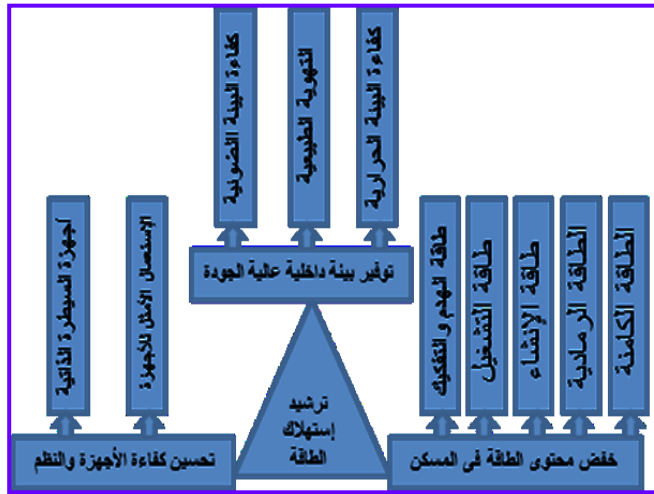 كفاءة البيئة الحرارية
التهوية الطبيعية
كفاءة البيئة الضوئية
توفير بيئة داخلية عالية الجودة
الطاقة الكامنة
الطاقة الرمادية
طاقة الإنشاء
طاقة التشغيل
طاقة الهدم والتفكيك
خفض محتوى الطاقة فى المسكن
ترشيد
إستهلاك
الطاقة
الإستعمال الأمثل للأجهزة
أجهزة السيطرة الذاتية
تحسين كفاءة الأجهزة والنظم